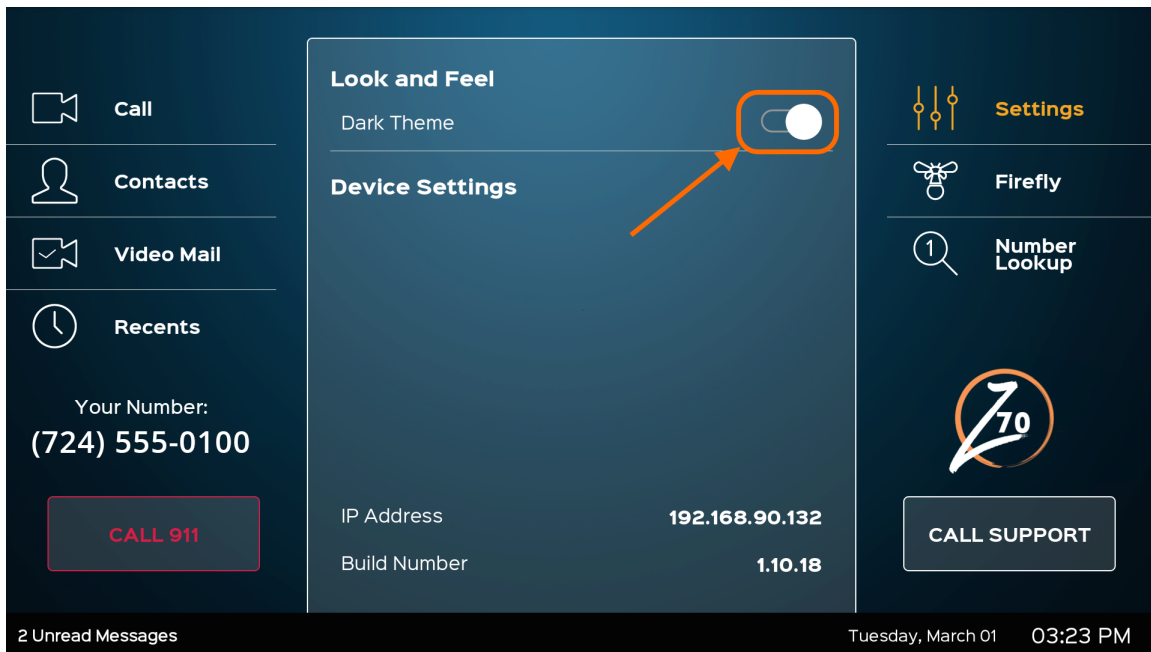 Call
Contacts
Video Mail
Recents
Your Number:
(724) 555-0100
CALL 911
Look and Feel
Dark Theme
Device Settings
IP Address 192.168.90.132
Build Number 1.10.18
Settings
Firefly
1
Number
Lookup
Z70
CALL SUPPORT
2 Unread Messages
Tuesday, March 01 03:23 PM